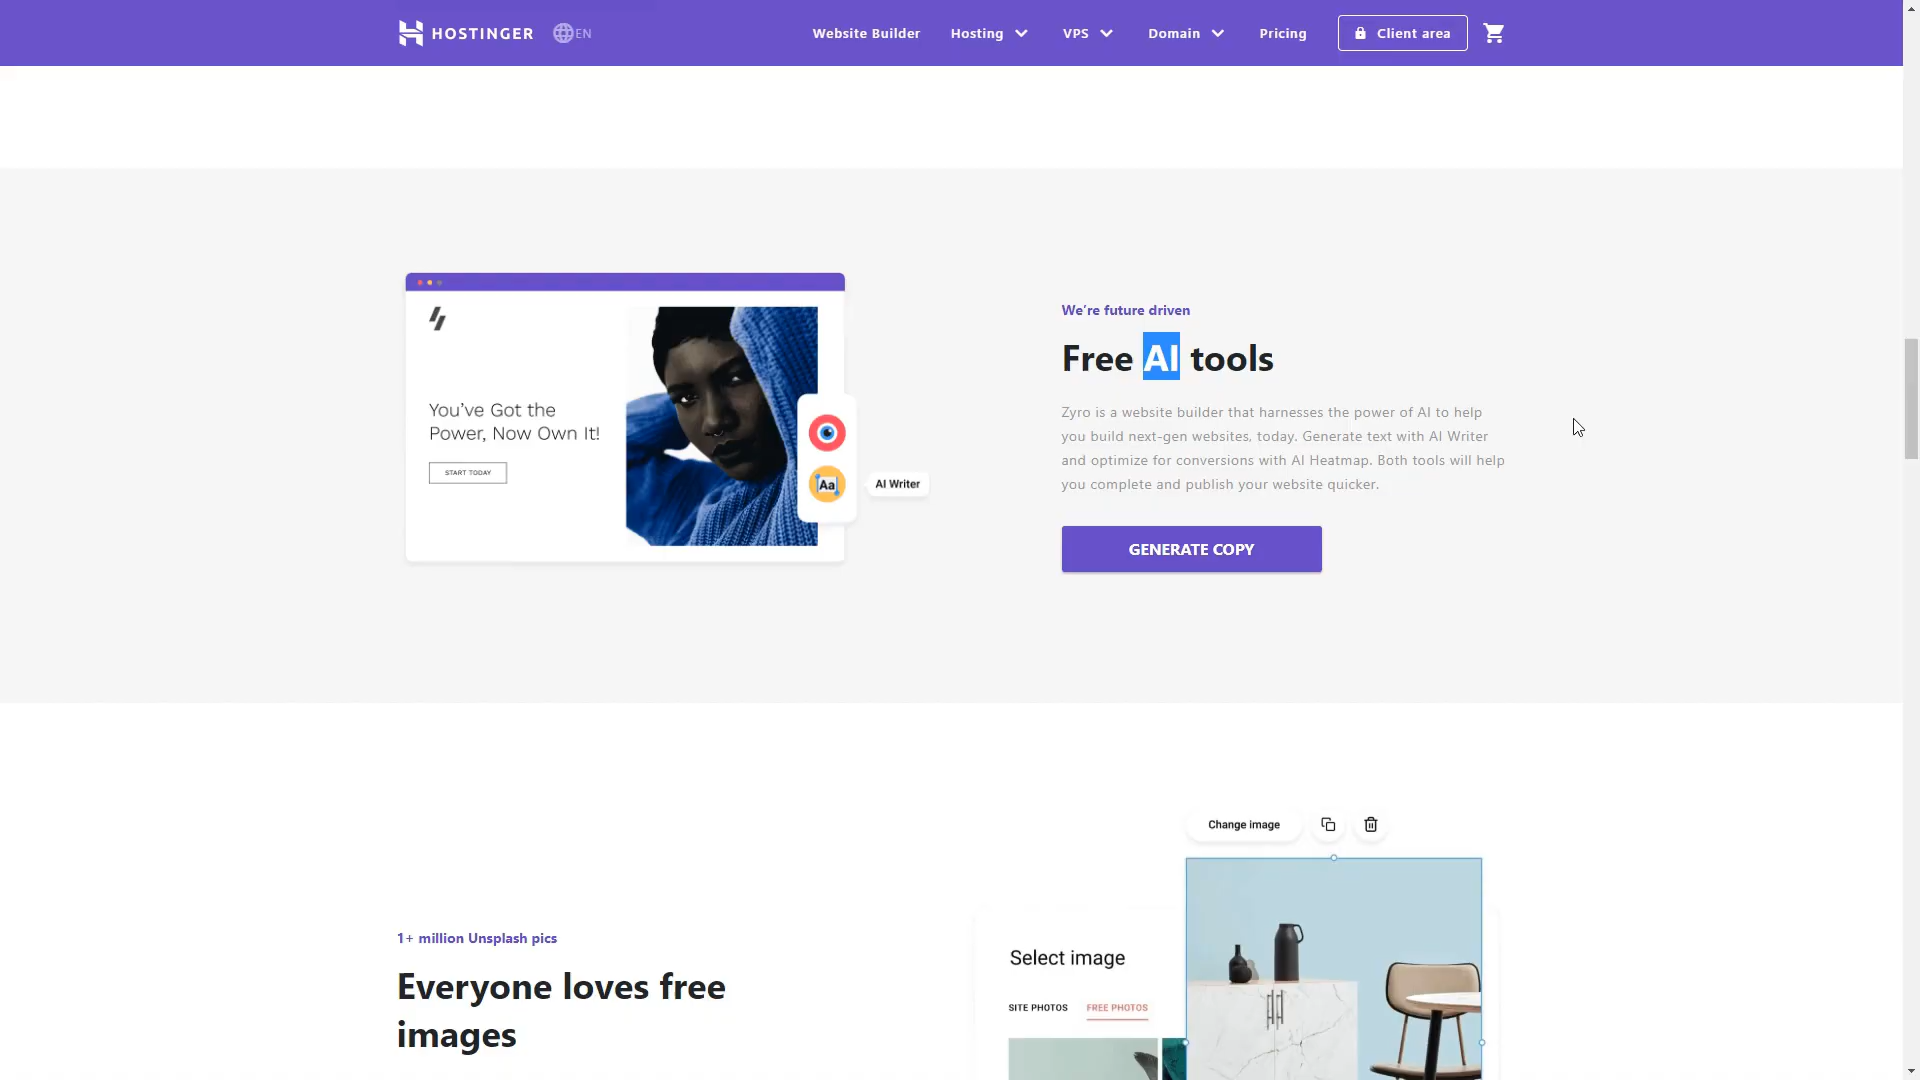 HOSTINGER EN Website Builder Hosting VPS Domain Pricing Client area
You’ve Got the
Power, Now Own It!
START TODAY
Aa AI Writer
We’re future driven
Free AI tools
Zyro is a website builder that harnesses the power of AI to help
you build next-gen websites, today. Generate text with AI Writer
and optimize for conversions with AI Heatmap. Both tools will help
you complete and publish your website quicker.
GENERATE COPY
1+ million Unsplash pics
Everyone loves free
images
Change image
Select image
SITE PHOTOS FREE PHOTOS